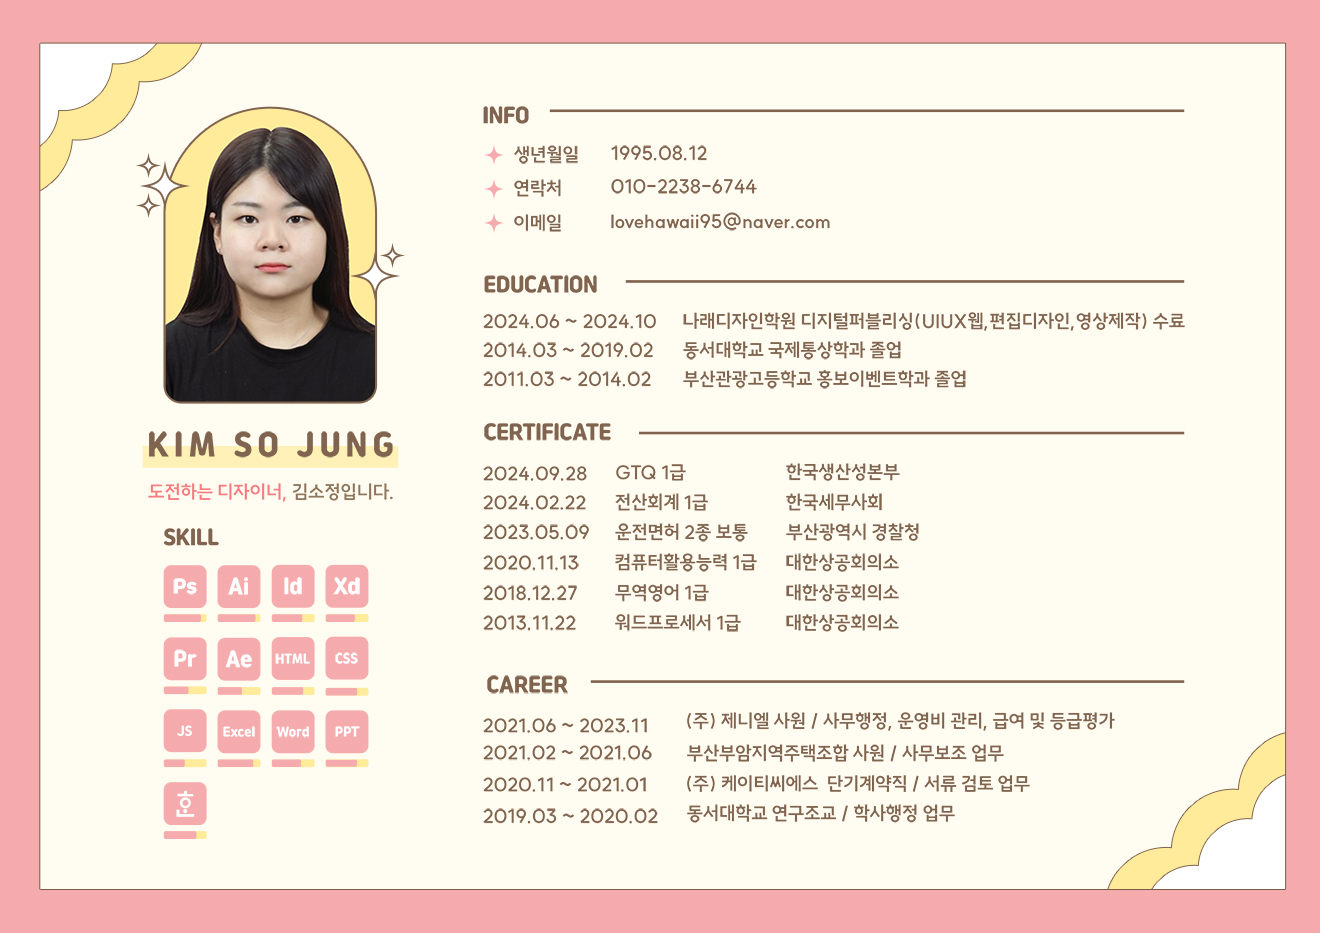 KIM SO JUNG
도전하는 디자이너, 김소정입니다.
SKILL
Ps Ai Id Xd
Pr Ae HTML CSS
JS Excel Word PPT
호
INFO
생년월일 1995.08.12
연락처 010-2238-6744
이메일 lovehawaii95@naver.com
EDUCATION
2024.06 ~ 2024.10 나래디자인학원 디지털퍼블리싱(UIUX웹,편집디자인,영상제작) 수료
2014.03 ~ 2019.02 동서대학교 국제통상학과 졸업
2011.03 ~ 2014.02 부산관광고등학교 홍보이벤트학과 졸업
CERTIFICATE
2024.09.28 GTQ 1급 한국생산성본부
2024.02.22 전산회계 1급 한국세무사회
2023.05.09 운전면허 2종 보통 부산광역시 경찰청
2020.11.13 컴퓨터활용능력 1급 대한상공회의소
2018.12.27 무역영어 1급 대한상공회의소
2013.11.22 워드프로세서 1급 대한상공회의소
CAREER
2021.06 ~ 2023.11 (주) 제니엘 사원 / 사무행정, 운영비 관리, 급여 및 등급평가
2021.02 ~ 2021.06 부산부암지역주택조합 사원 / 사무보조 업무
2020.11 ~ 2021.01 (주) 케이티씨에스 단기계약직 / 서류 검토 업무
2019.03 ~ 2020.02 동서대학교 연구조교 / 학사행정 업무